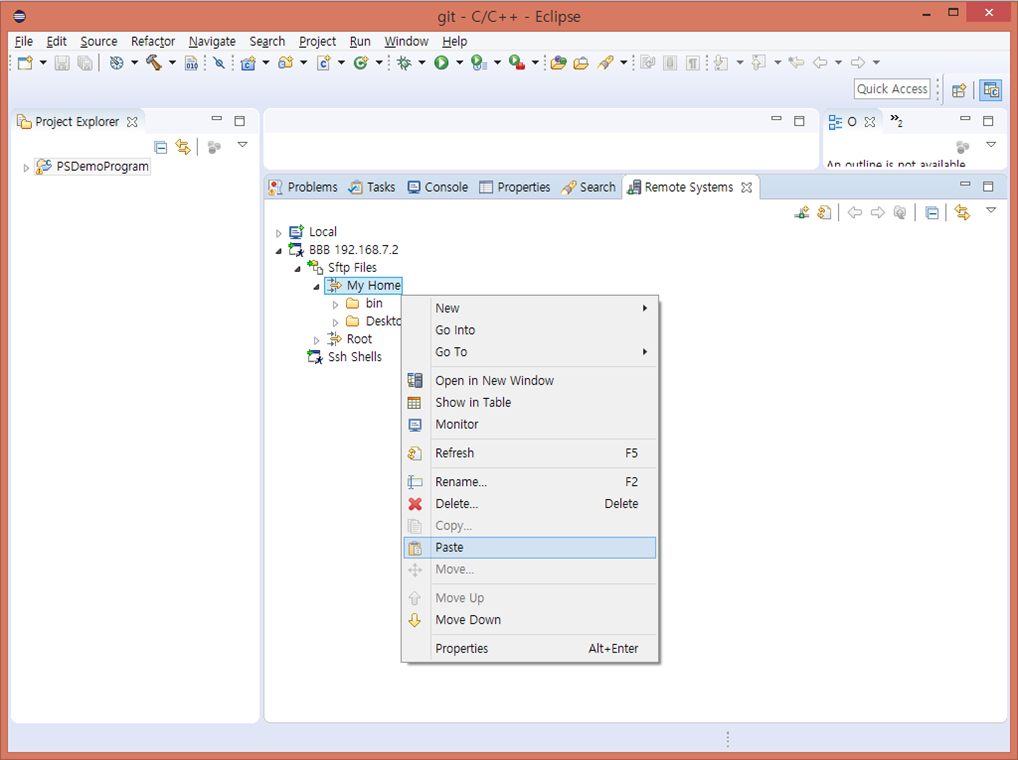 git - C/C++ - Eclipse
File Edit Source Refactor Navigate Search Project Run Window Help
010
Quick Access
Project Explorer
O
2
PSDemoProgram
An outline is not available.
Problems Tasks Console Properties Search Remote Systems
Local
BBB 192.168.7.2
Sftp Files
My Home
bin
Deskto
Root
Ssh Shells
New
Go Into
Go To
Open in New Window
Show in Table
Monitor
Refresh F5
Rename... F2
Delete... Delete
Copy...
Paste
Move...
Move Up
Move Down
Properties Alt+Enter